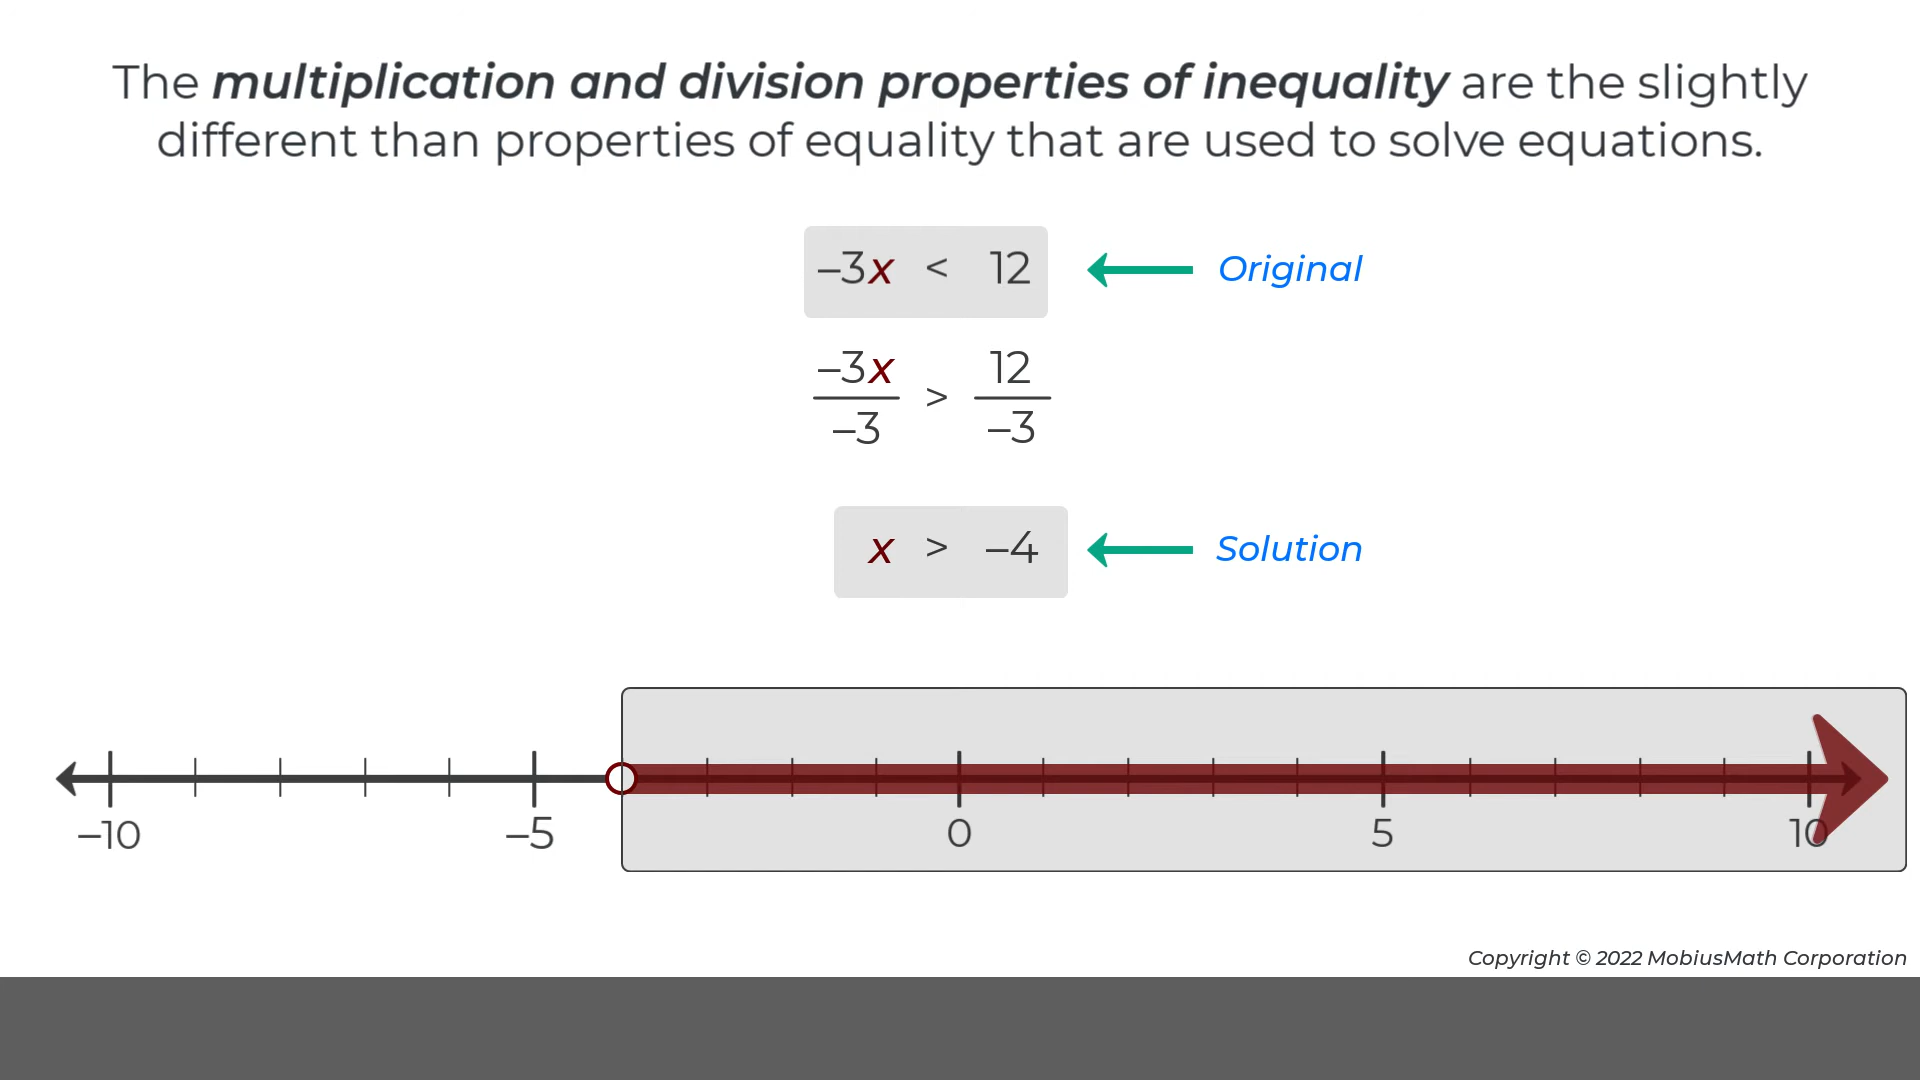 The multiplication and division properties of inequality are the slightly
different than properties of equality that are used to solve equations.
–3x < 12 Original
–3x > 12
–3 –3
x > –4 Solution
–10 –5 0 5 10
Copyright © 2022 MobiusMath Corporation